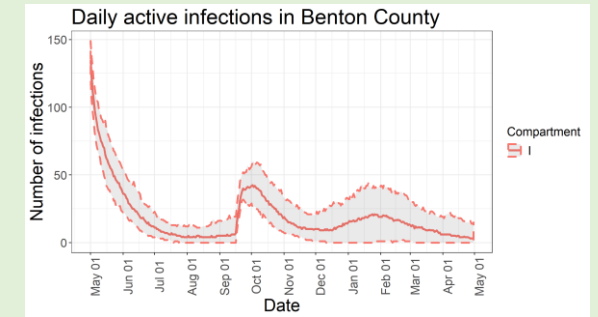 Daily active infections in Benton County
Number of infections
150
100
50
0
May 01
Jun 01
Jul 01
Aug 01
Sep 01
Oct 01
Nov 01
Dec 01
Jan 01
Feb 01
Mar 01
Apr 01
May 01
Date
Compartment
I